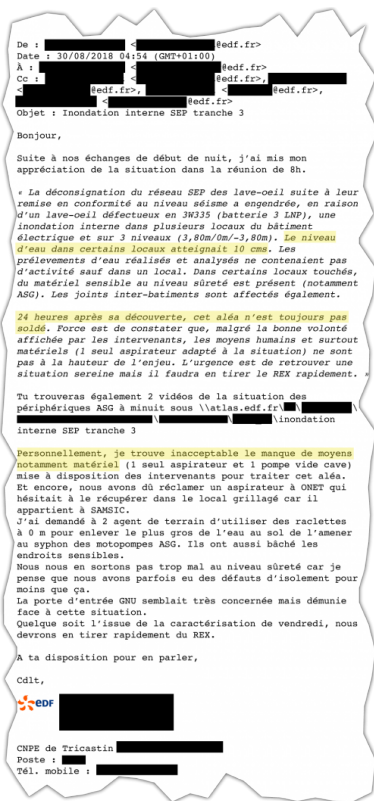 De : < @edf.fr>
Date : 30/08/2018 04:54 (GMT+01:00)
À : < @edf.fr>
Cc : < @edf.fr>,
< @edf.fr>, < @edf.fr>,
< @edf.fr>
Objet : Inondation interne SEP tranche 3
Bonjour,
Suite à nos échanges de début de nuit, j'ai mis mon
appréciation de la situation dans la réunion de 8h.
« La déconsignation du réseau SEP des lave-oeil suite à leur
remise en conformité au niveau séisme a engendrée, en raison
d'un lave-oeil défectueux en 3W335 (batterie 3 LNP), une
inondation interne dans plusieurs locaux du bâtiment
électrique et sur 3 niveaux (3,80m/0m/-3,80m). Le niveau
d'eau dans certains locaux atteignait 10 cms. Les
prélevements d'eau réalisés et analysés ne contenaient pas
d'activité sauf dans un local. Dans certains locaux touchés,
du matériel sensible au niveau sûreté est présent (notamment
ASG). Les joints inter-batiments sont affectés également.
24 heures après sa découverte, cet aléa n'est toujours pas
soldé. Force est de constater que, malgré la bonne volonté
affichée par les intervenants, les moyens humains et surtout
matériels (1 seul aspirateur adapté à la situation) ne sont
pas à la hauteur de l'enjeu. L'urgence est de retrouver une
situation sereine mais il faudra en tirer le REX rapidement. »
Tu trouveras également 2 vidéos de la situation des
périphériques ASG à minuit sous \\atlas.edf.fr\ \ \
\ \ \inondation
interne SEP tranche 3
Personnellement, je trouve inacceptable le manque de moyens
notamment matériel (1 seul aspirateur et 1 pompe vide cave)
mise à disposition des intervenants pour traiter cet aléa.
Et encore, nous avons dû réclamer un aspirateur à ONET qui
hésitait à le récupérer dans le local grillagé car il
appartient à SAMSIC.
J'ai demandé à 2 agent de terrain d'utiliser des raclettes
à 0 m pour enlever le plus gros de l'eau au sol de l'amener
au syphon des motopompes ASG. Ils ont aussi bâché les
endroits sensibles.
Nous nous en sortons pas trop mal au niveau sûreté car je
pense que nous avons parfois eu des défauts d'isolement pour
moins que ça.
La porte d'entrée GNU semblait très concernée mais démunie
face à cette situation.
Quelque soit l'issue de la caractérisation de vendredi, nous
devrons en tirer rapidement du REX.
A ta disposition pour en parler,
Cdlt,
edf
CNPE de Tricastin
Poste :
Tél. mobile :